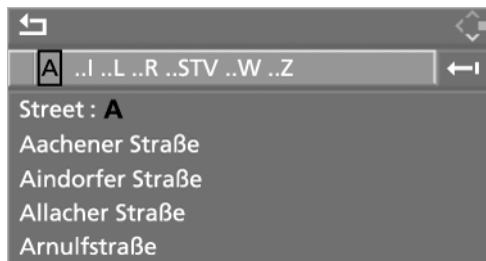 A ..I ..L ..R ..STV ..W ..Z
Street : A
Aachener Straße
Aindorfer Straße
Allacher Straße
Arnulfstraße